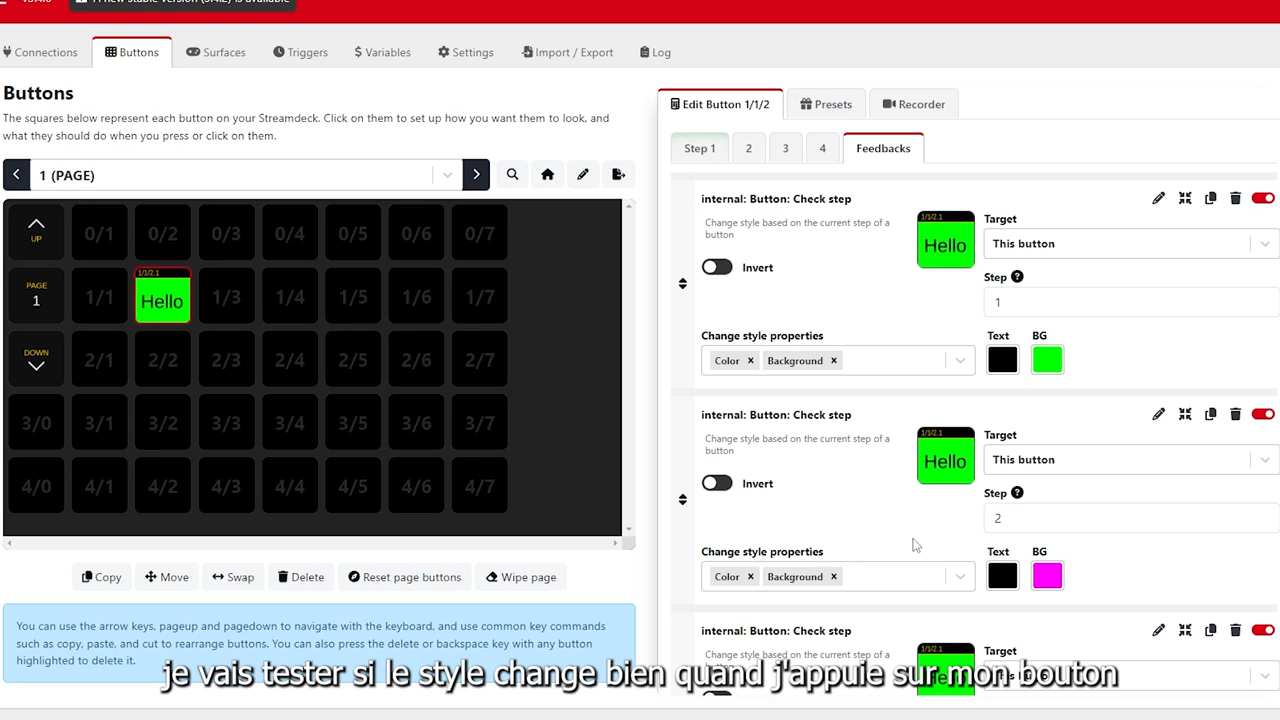 Connections
Buttons
Surfaces
Triggers
Variables
Settings
Import / Export
Log
Buttons
The squares below represent each button on your Streamdeck. Click on them to set up how you want them to look, and
what they should do when you press or click on them.
1 (PAGE)
UP
0/1
0/2
0/3
0/4
0/5
0/6
0/7
PAGE
1
1/1
1/1/2.1
Hello
1/3
1/4
1/5
1/6
1/7
DOWN
2/1
2/2
2/3
2/4
2/5
2/6
2/7
3/0
3/1
3/2
3/3
3/4
3/5
3/6
3/7
4/0
4/1
4/2
4/3
4/4
4/5
4/6
4/7
Copy
Move
Swap
Delete
Reset page buttons
Wipe page
You can use the arrow keys, pageup and pagedown to navigate with the keyboard, and use common key commands
such as copy, paste, and cut to rearrange buttons. You can also press the delete or backspace key with any button
highlighted to delete it.
Edit Button 1/1/2
Presets
Recorder
Step 1
2
3
4
Feedbacks
internal: Button: Check step
Change style based on the current step of a
button
Invert
1/1/2.1
Hello
Target
This button
Step
1
Change style properties
Color
Background
Text
BG
internal: Button: Check step
Change style based on the current step of a
button
Invert
1/1/2.1
Hello
Target
This button
Step
2
Change style properties
Color
Background
Text
BG
internal: Button: Check step
Change style based on the current step of a
1/1/2.1
Target
je vais tester si le style change bien quand j'appuie sur mon bouton